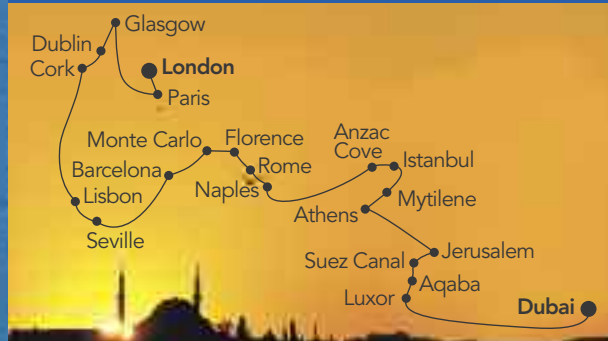 Glasgow
Dublin
Cork
London
Paris
Monte Carlo
Florence
Anzac
Cove
Istanbul
Barcelona
Rome
Lisbon
Naples
Mytilene
Athens
Seville
Jerusalem
Suez Canal
Aqaba
Luxor
Dubai